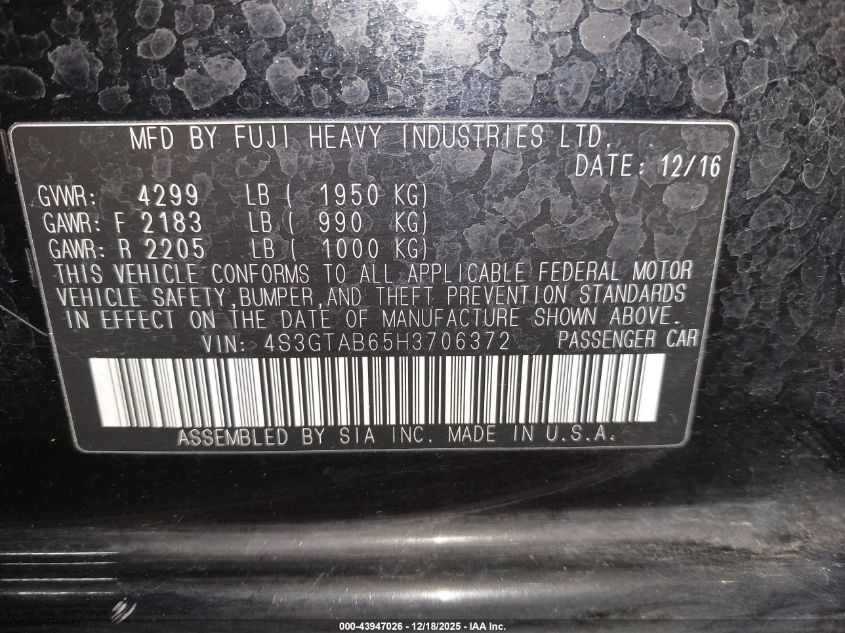 MFD BY FUJI HEAVY INDUSTRIES LTD.
DATE: 12/16
GVWR: 4299 LB ( 1950 KG)
GAWR: F 2183 LB ( 990 KG)
GAWR: R 2205 LB ( 1000 KG)
THIS VEHICLE CONFORMS TO ALL APPLICABLE FEDERAL MOTOR
VEHICLE SAFETY,BUMPER,AND THEFT PREVENTION STANDARDS
IN EFFECT ON THE DATE OF MANUFACTURE SHOWN ABOVE.
VIN: 4S3GTAB65H3706372 PASSENGER CAR
ASSEMBLED BY SIA INC. MADE IN U.S.A.
000-43947026 - 12/18/2025 - IAA Inc.